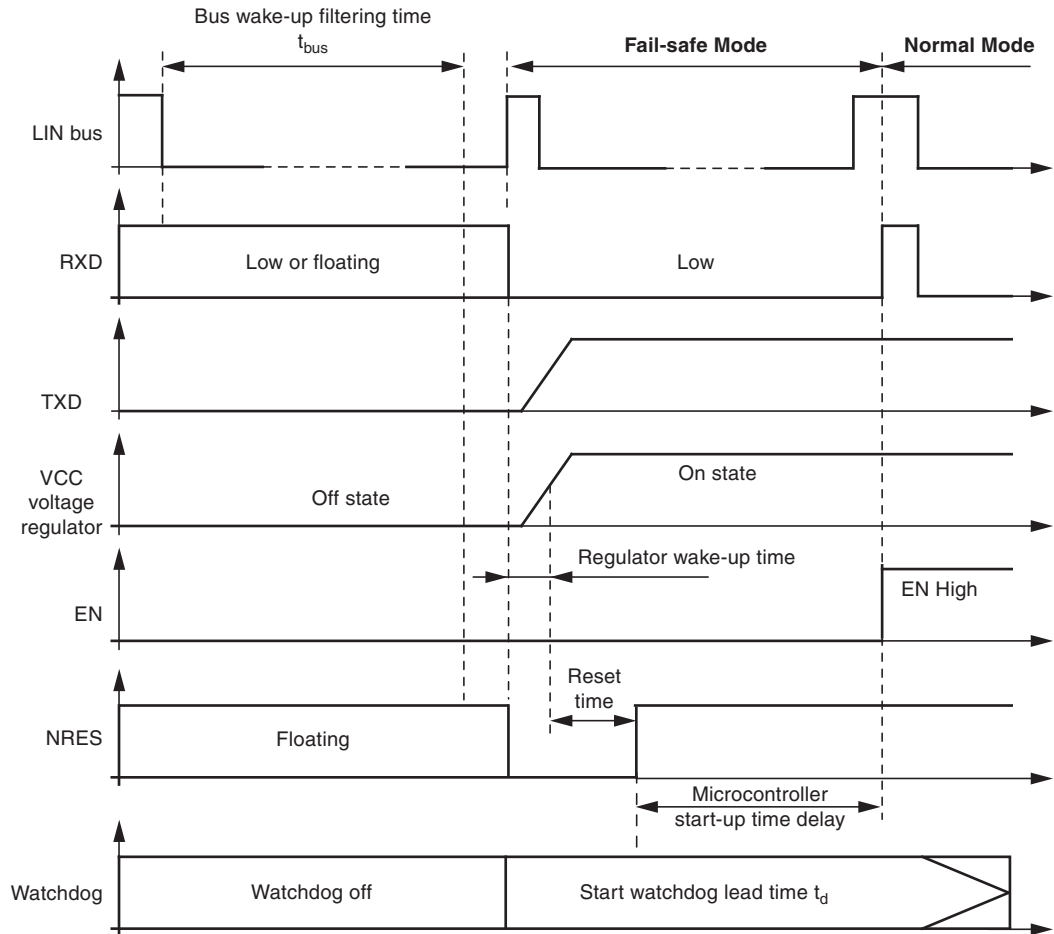 Bus wake-up filtering time
tbus
Fail-safe Mode
Normal Mode
LIN bus
RXD
Low or floating
Low
TXD
VCC
voltage
regulator
Off state
On state
Regulator wake-up time
EN
EN High
Reset
time
NRES
Floating
Microcontroller
start-up time delay
Watchdog
Watchdog off
Start watchdog lead time td